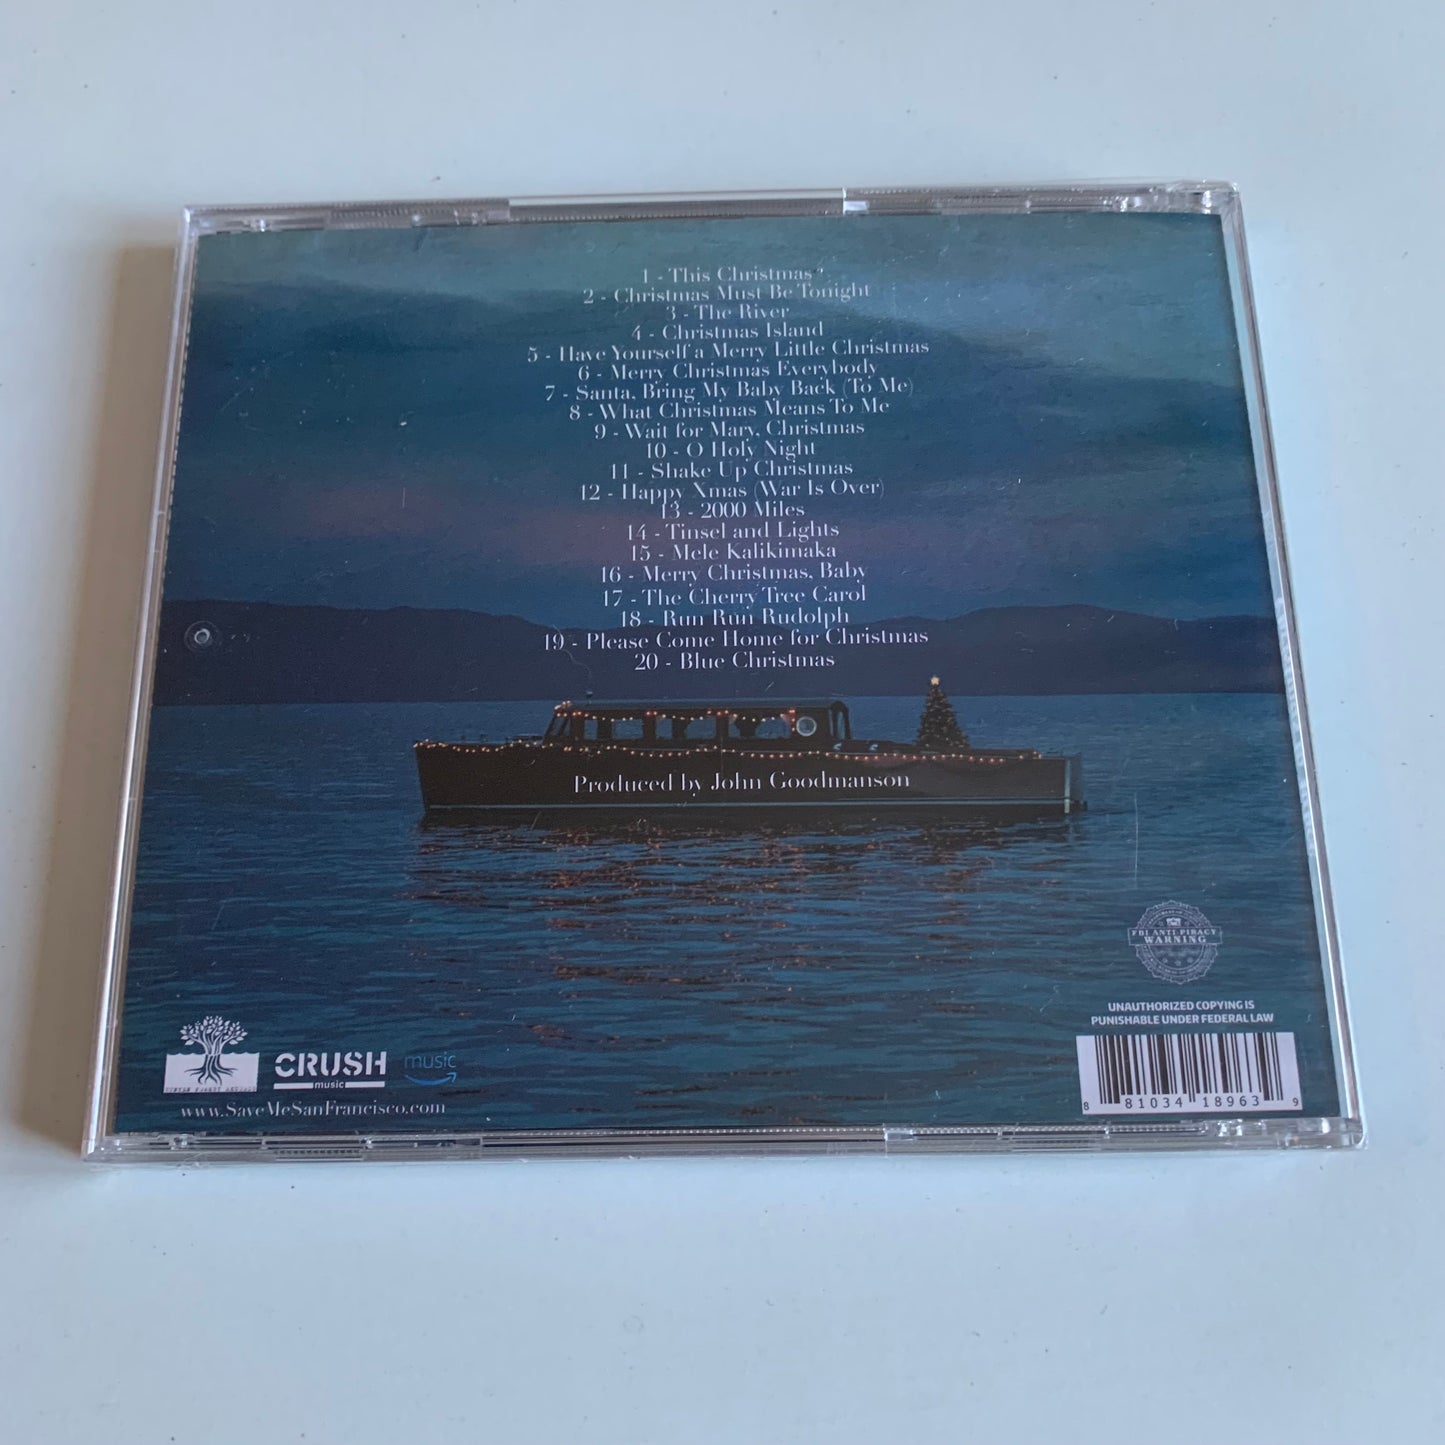 1 - This Christmas
2 - Christmas Must Be Tonight
3 - The River
4 - Christmas Island
5 - Have Yourself a Merry Little Christmas
6 - Merry Christmas Everybody
7 - Santa, Bring My Baby Back (To Me)
8 - What Christmas Means To Me
9 - Wait for Mary, Christmas
10 - O Holy Night
11 - Shake Up Christmas
12 - Happy Xmas (War Is Over)
13 - 2000 Miles
14 - Tinsel and Lights
15 - Mele Kalikimaka
16 - Merry Christmas, Baby
17 - The Cherry Tree Carol
18 - Run Run Rudolph
19 - Please Come Home for Christmas
20 - Blue Christmas
Produced by John Goodmanson
FBI ANTI-PIRACY
WARNING
UNAUTHORIZED COPYING IS
PUNISHABLE UNDER FEDERAL LAW
CRUSH
music
music
www.SaveMeSanFrancisco.com
8 81034 18963 9